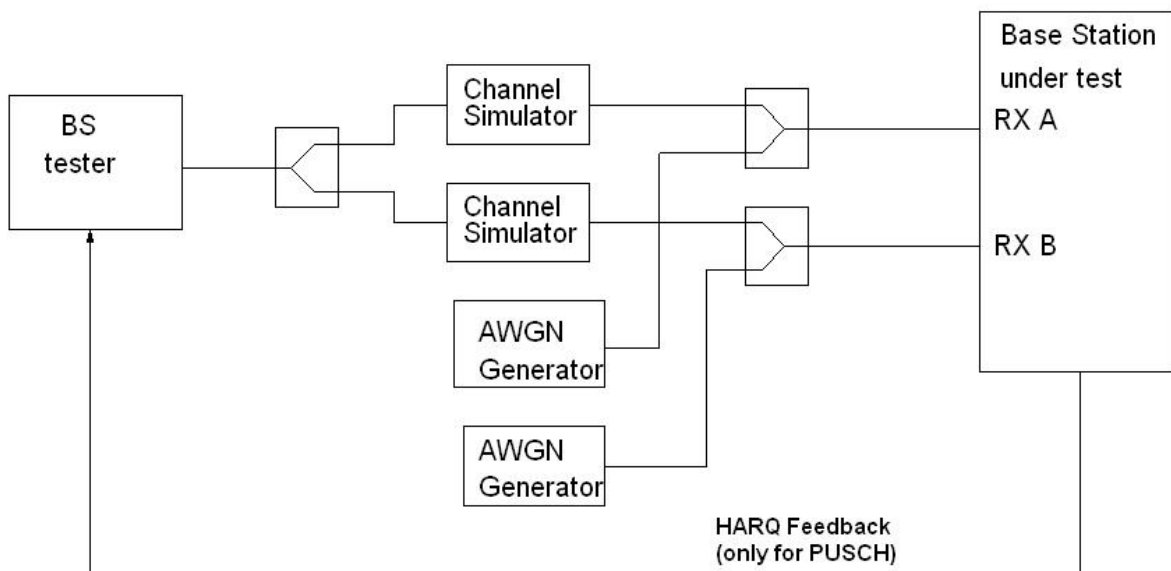 BS
tester
Channel
Simulator
Channel
Simulator
AWGN
Generator
AWGN
Generator
Base Station
under test
RX A
RX B
HARQ Feedback
(only for PUSCH)